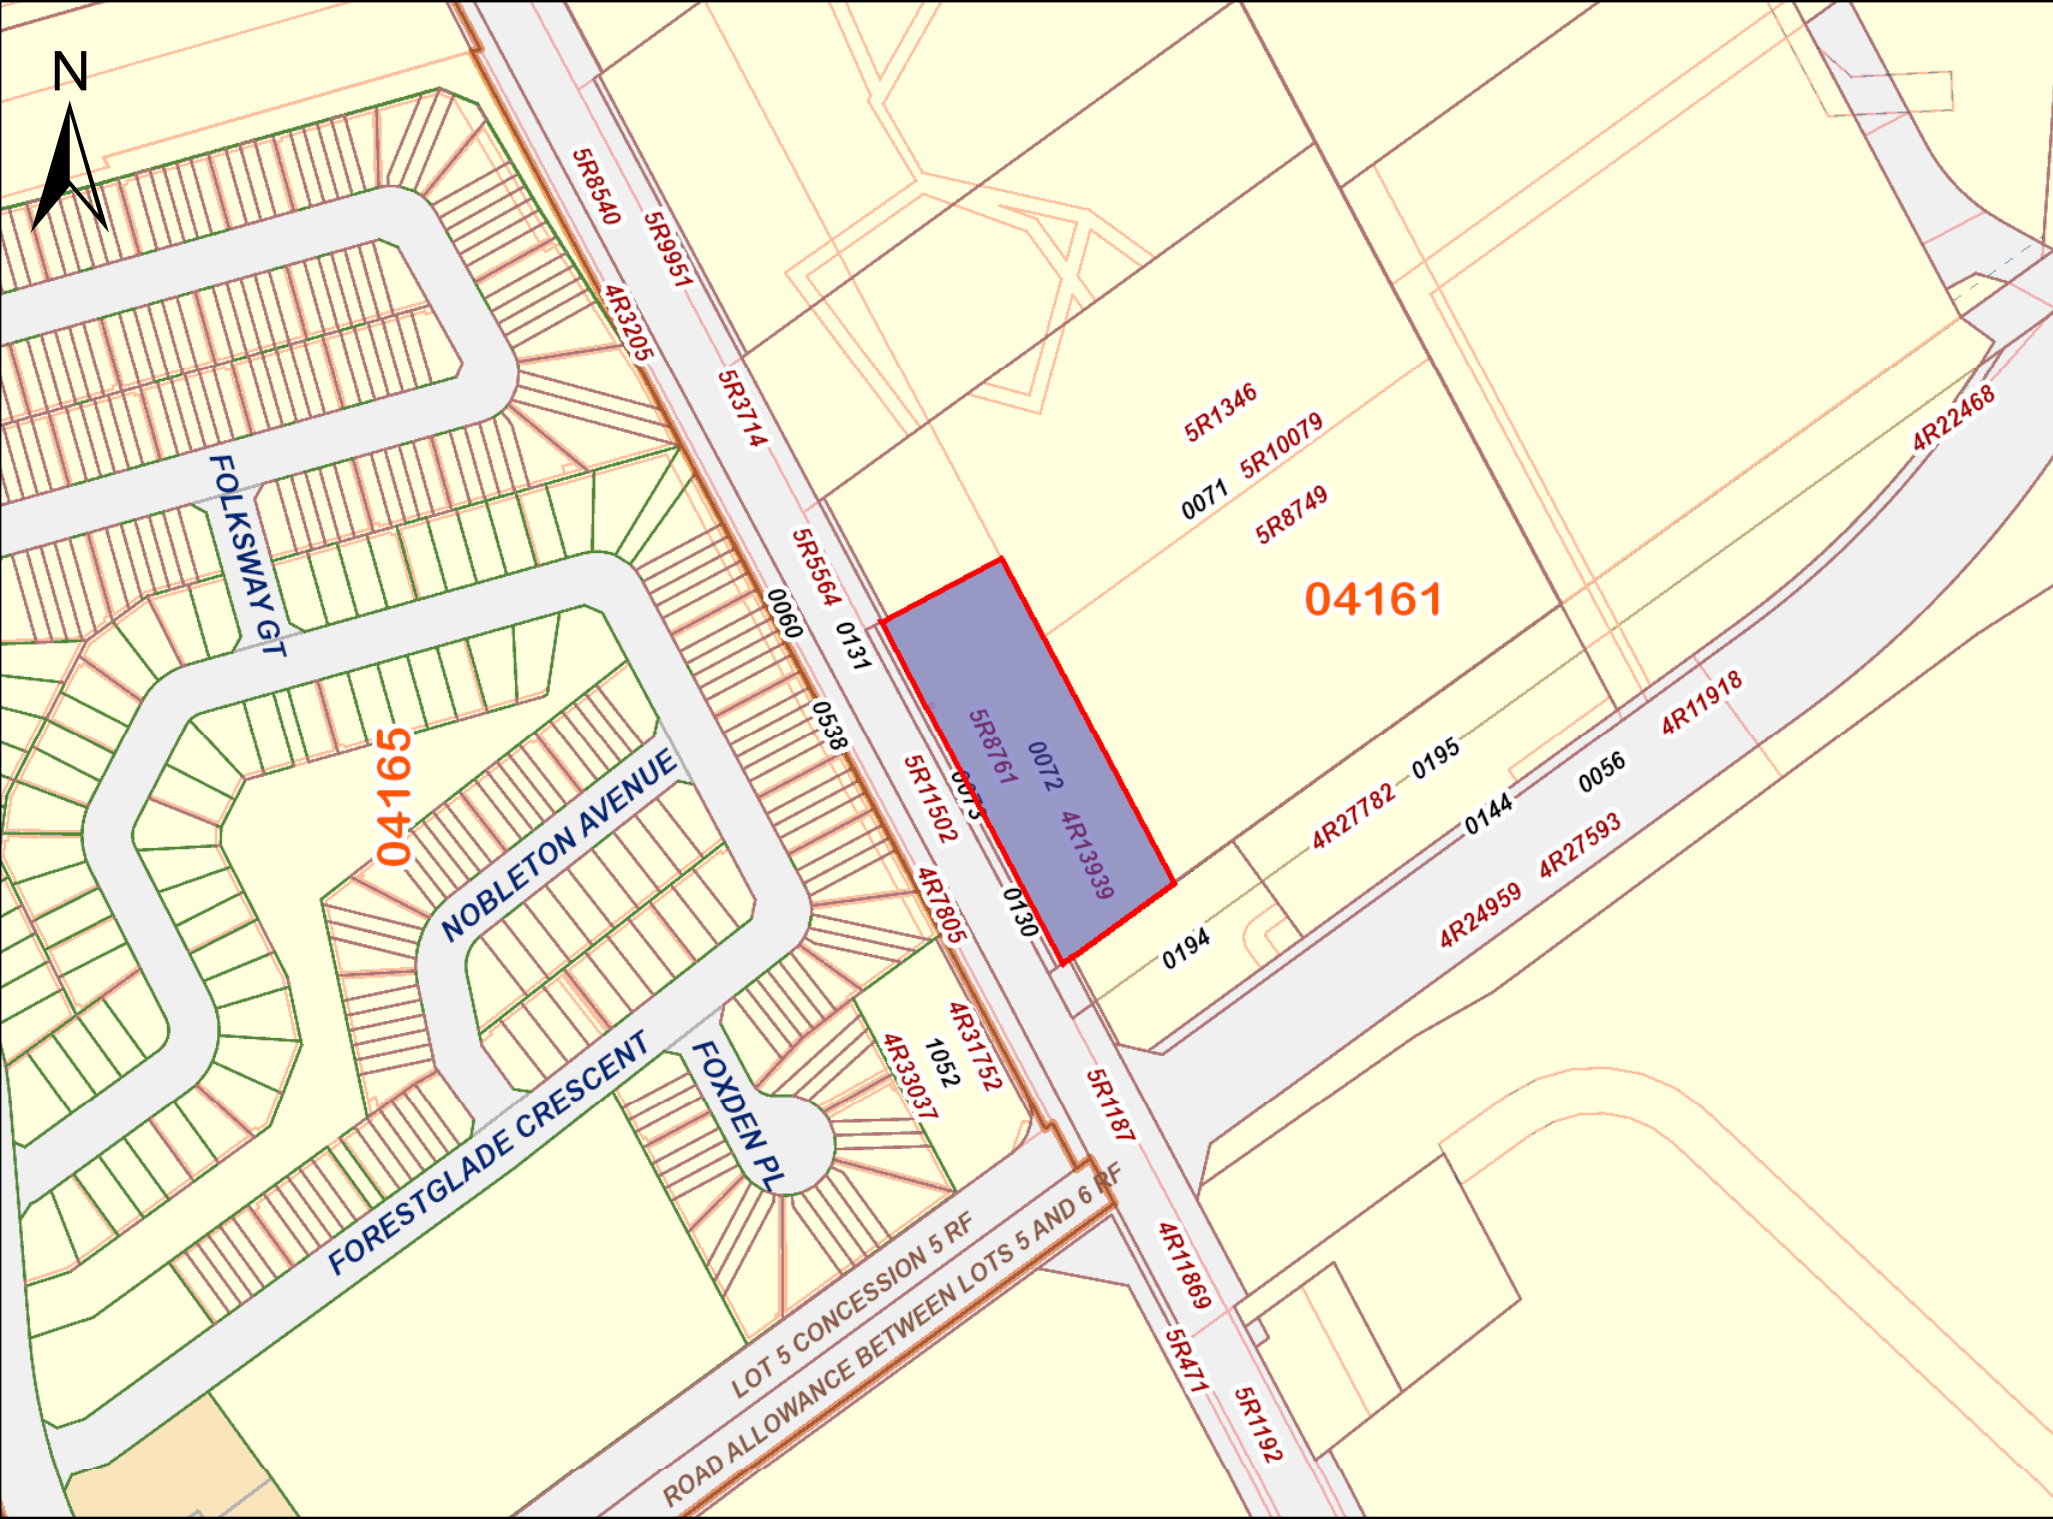 N
5R8540
5R9951
4R3205
5R3714
5R1346
5R10079
0071
5R8749
4R22468
FOLKSWAY GT
5R5564
0060
0131
04161
0538
04165
5R8761
0072
5R11502
0073
4R13939
NOBLETON AVENUE
4R11918
0195
0056
4R27782
0144
4R27593
4R7805
0130
4R24959
0194
4R31752
1052
4R33037
FORESTGLADE CRESCENT
FOXDEN PL
5R1187
LOT 5 CONCESSION 5 RF
ROAD ALLOWANCE BETWEEN LOTS 5 AND 6 RF
4R11869
5R471
5R1192